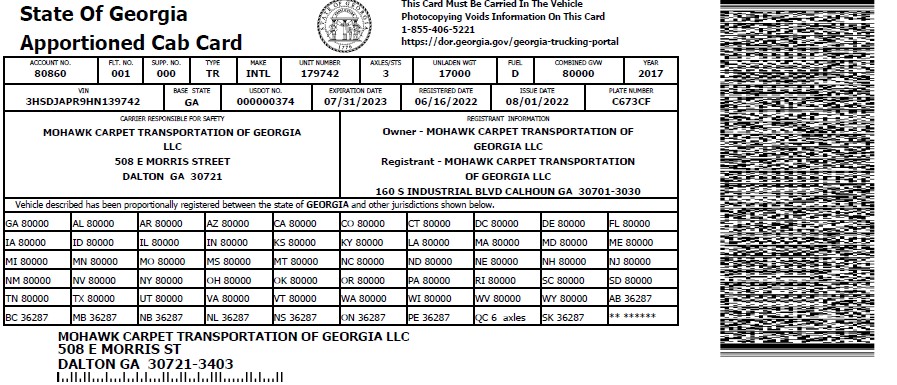 State Of Georgia
Apportioned Cab Card
This Card Must Be Carried In The Vehicle
Photocopying Voids Information On This Card
1-855-406-5221
https://dor.georgia.gov/georgia-trucking-portal
ACCOUNT NO. FLT. NO. SUPP. NO. TYPE MAKE UNIT NUMBER AXLES/STS UNLADEN WGT FUEL COMBINED GVW YEAR
80860 001 000 TR INTL 179742 3 17000 D 80000 2017
VIN BASE STATE USDOT NO. EXPIRATION DATE REGISTERED DATE ISSUE DATE PLATE NUMBER
3HSDJAPR9HN139742 GA 000000374 07/31/2023 06/16/2022 08/01/2022 C673CF
CARRIER RESPONSIBLE FOR SAFETY
MOHAWK CARPET TRANSPORTATION OF GEORGIA
LLC
508 E MORRIS STREET
DALTON GA 30721
REGISTRANT INFORMATION
Owner - MOHAWK CARPET TRANSPORTATION OF
GEORGIA LLC
Registrant - MOHAWK CARPET TRANSPORTATION
OF GEORGIA LLC
160 S INDUSTRIAL BLVD CALHOUN GA 30701-3030
Vehicle described has been proportionally registered between the state of GEORGIA and other jurisdictions shown below.
GA 80000 AL 80000 AR 80000 AZ 80000 CA 80000 CO 80000 CT 80000 DC 80000 DE 80000 FL 80000
IA 80000 ID 80000 IL 80000 IN 80000 KS 80000 KY 80000 LA 80000 MA 80000 MD 80000 ME 80000
MI 80000 MN 80000 MO 80000 MS 80000 MT 80000 NC 80000 ND 80000 NE 80000 NH 80000 NJ 80000
NM 80000 NV 80000 NY 80000 OH 80000 OK 80000 OR 80000 PA 80000 RI 80000 SC 80000 SD 80000
TN 80000 TX 80000 UT 80000 VA 80000 VT 80000 WA 80000 WI 80000 WV 80000 WY 80000 AB 36287
BC 36287 MB 36287 NB 36287 NL 36287 NS 36287 ON 36287 PE 36287 QC 6 axles SK 36287 ** ******
MOHAWK CARPET TRANSPORTATION OF GEORGIA LLC
508 E MORRIS ST
DALTON GA 30721-3403